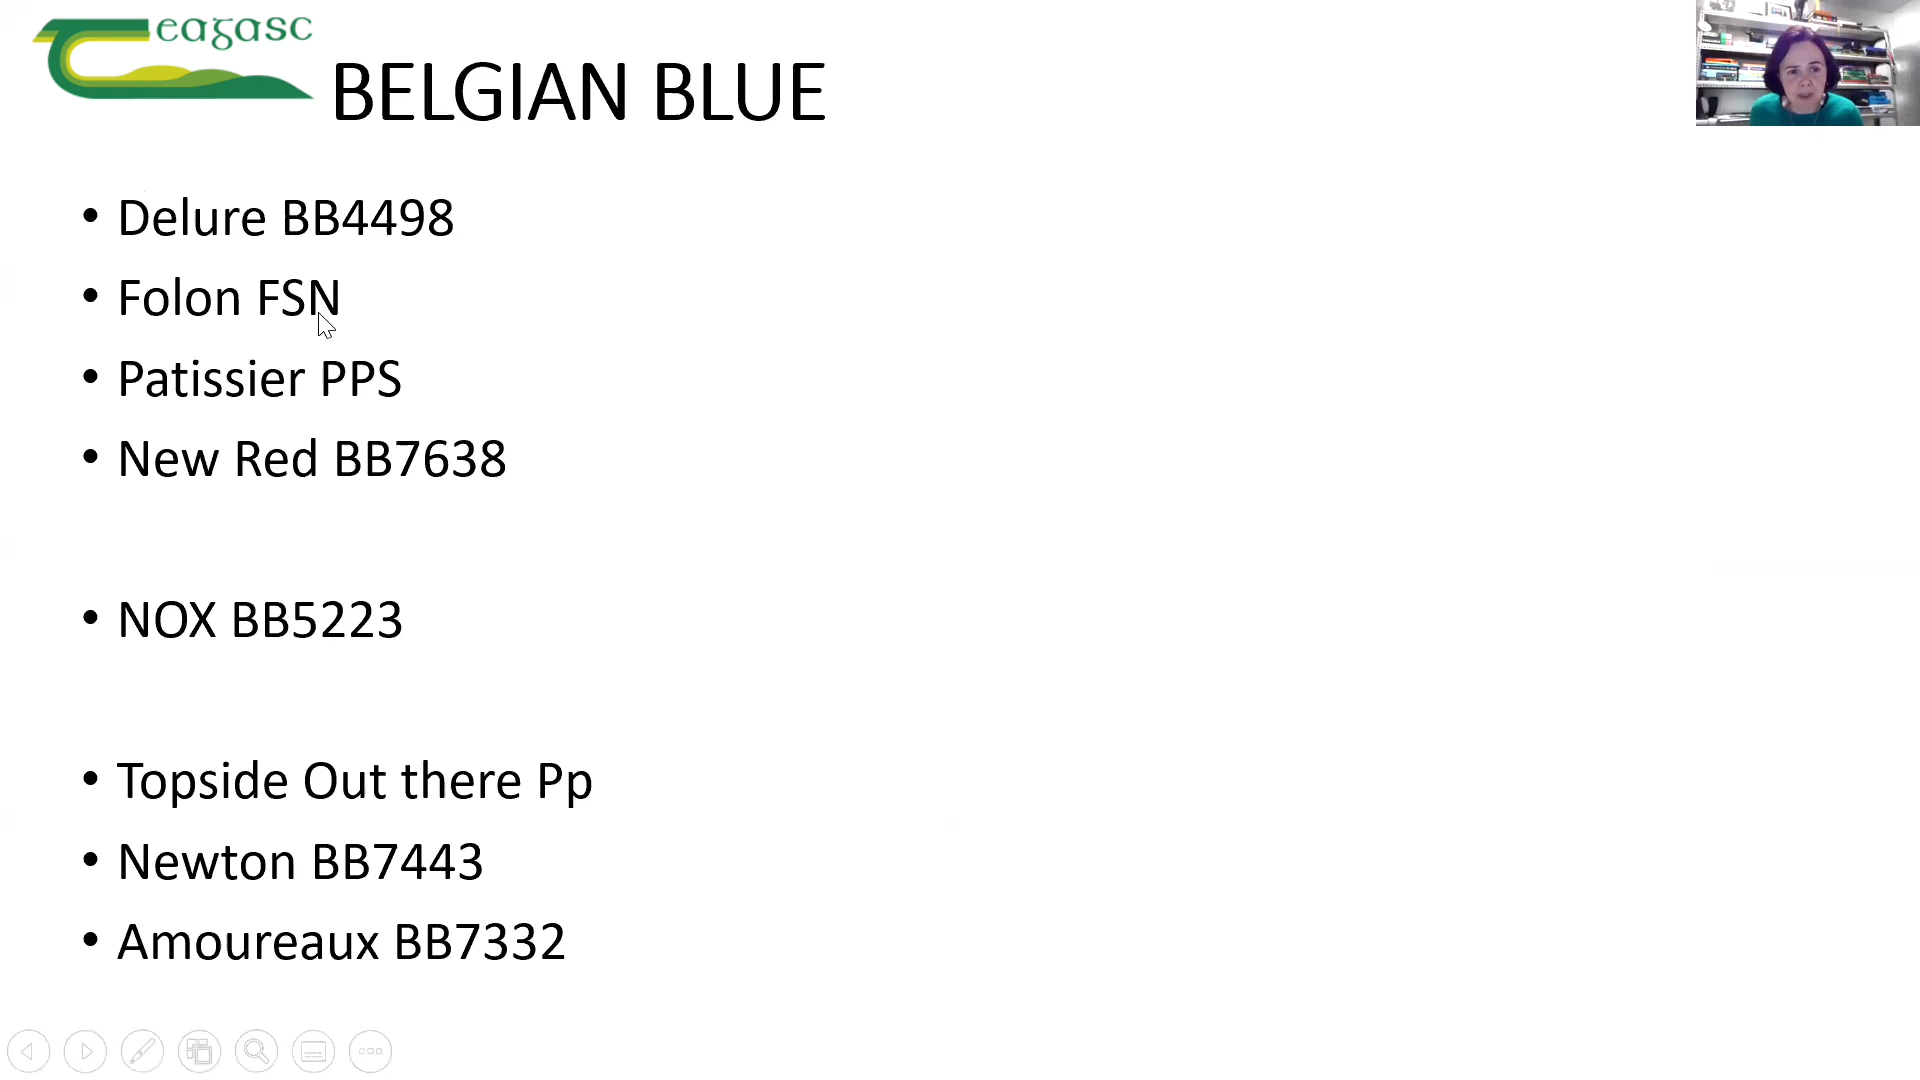 Teagasc
BELGIAN BLUE
• Delure BB4498
• Folon FSN
• Patissier PPS
• New Red BB7638
• NOX BB5223
• Topside Out there Pp
• Newton BB7443
• Amoureaux BB7332